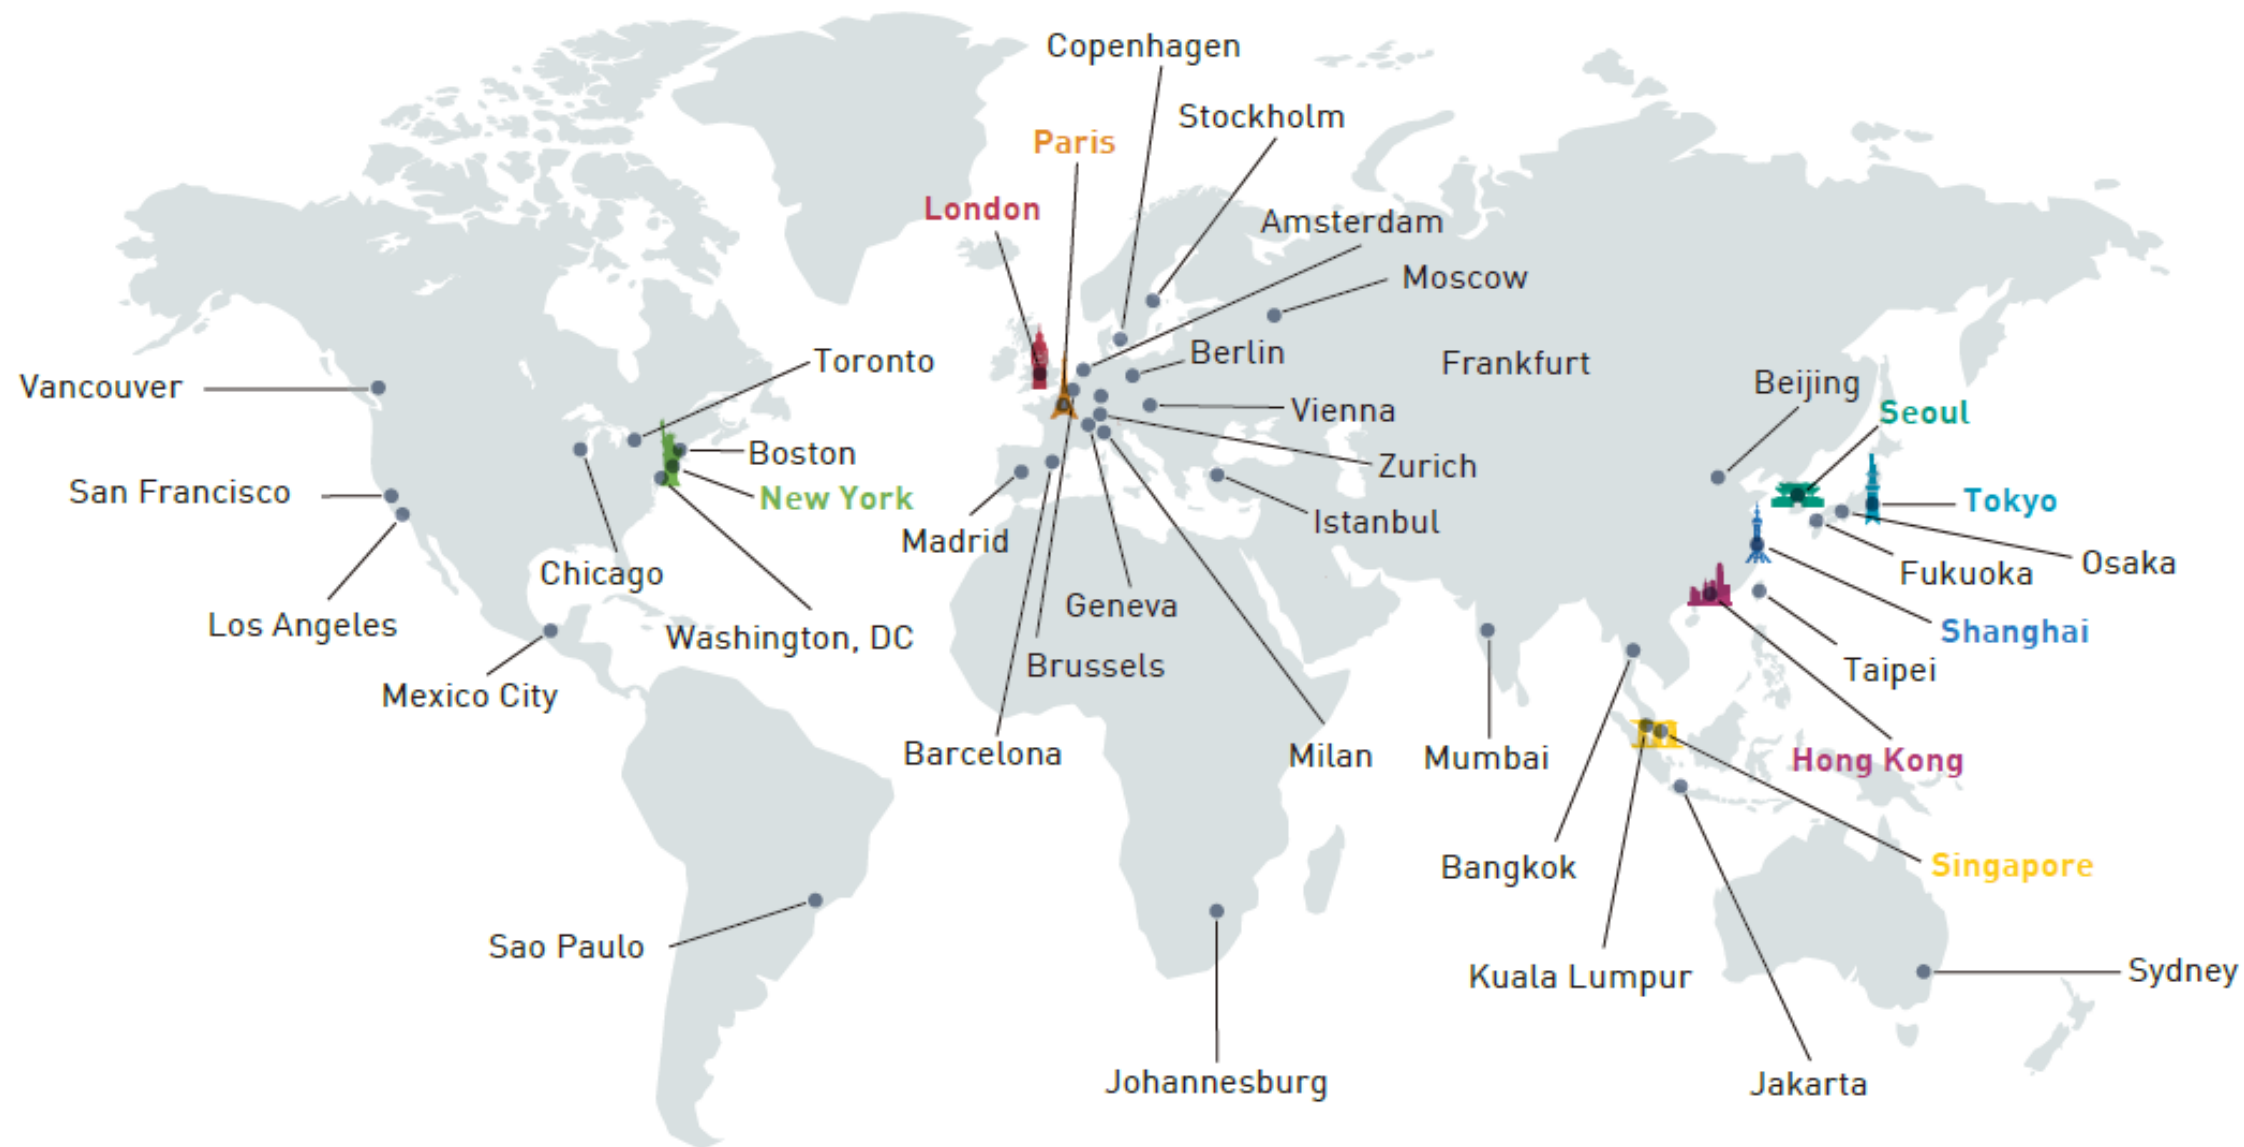 Copenhagen
Stockholm
Paris
London
Amsterdam
Moscow
Berlin
Frankfurt
Toronto
Vancouver
Beijing
Seoul
Vienna
Boston
Zurich
San Francisco
New York
Tokyo
Istanbul
Madrid
Osaka
Chicago
Fukuoka
Geneva
Los Angeles
Washington, DC
Shanghai
Brussels
Taipei
Mexico City
Barcelona
Milan
Mumbai
Hong Kong
Bangkok
Singapore
Sao Paulo
Kuala Lumpur
Sydney
Johannesburg
Jakarta